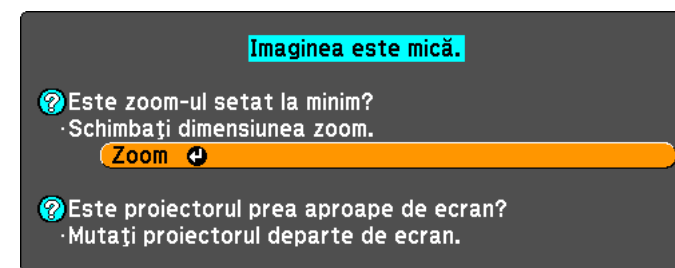 Imaginea este mică.
Este zoom-ul setat la minim?
·Schimbaţi dimensiunea zoom.
Zoom
Este proiectorul prea aproape de ecran?
·Mutaţi proiectorul departe de ecran.